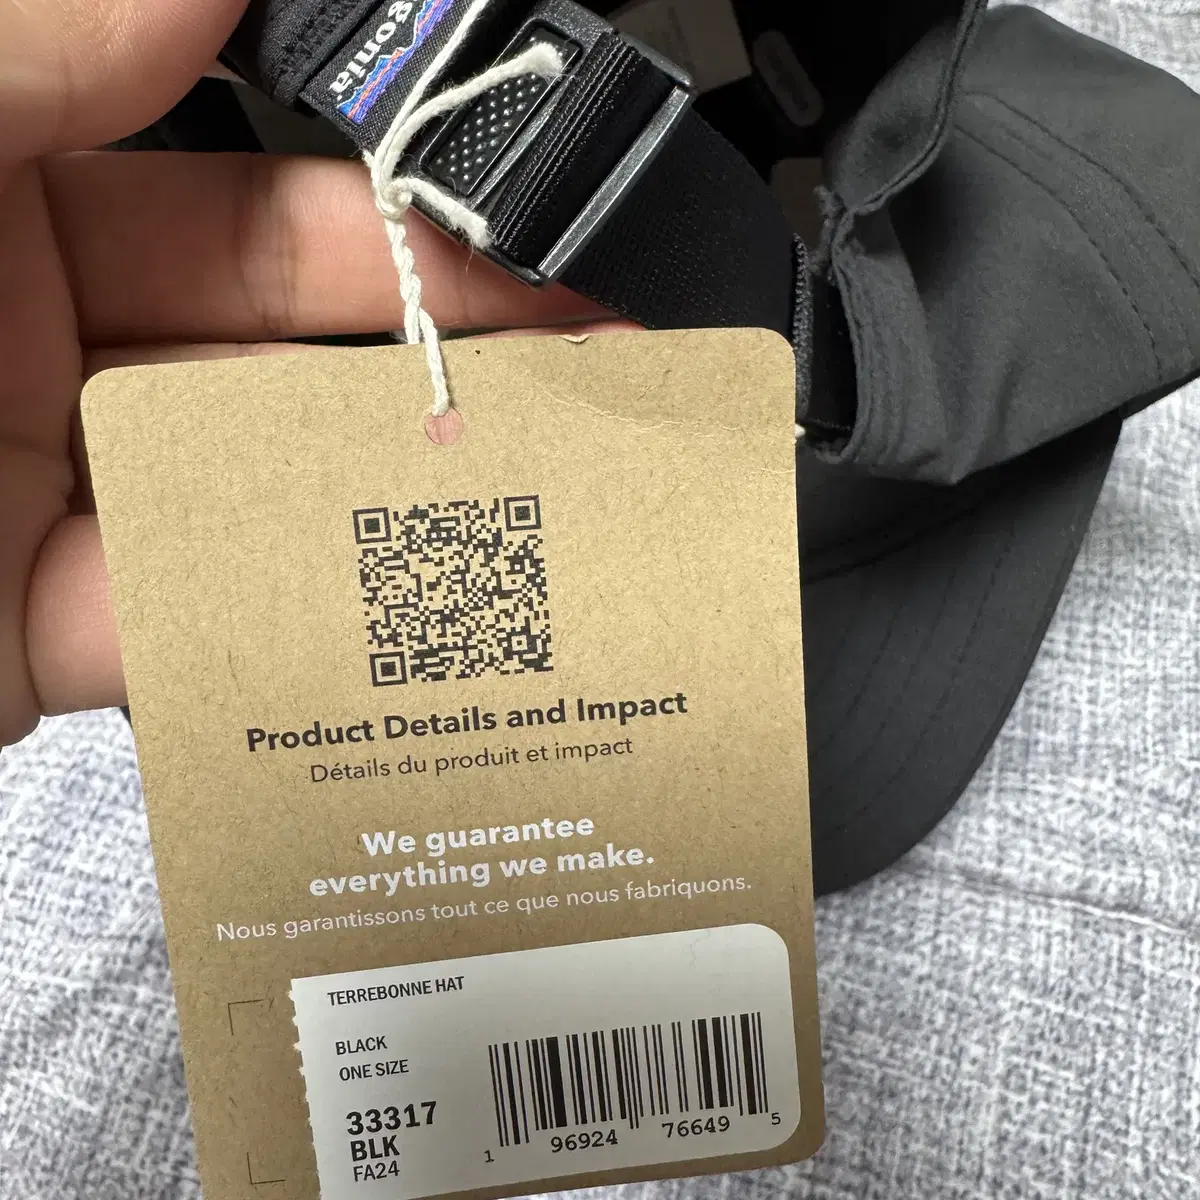 gonia
Product Details and Impact
Détails du produit et impact
We guarantee
everything we make.
Nous garantissons tout ce que nous fabriquons.
TERREBONNE HAT
BLACK
ONE SIZE
33317
BLK
FA24
1 96924 76649 5